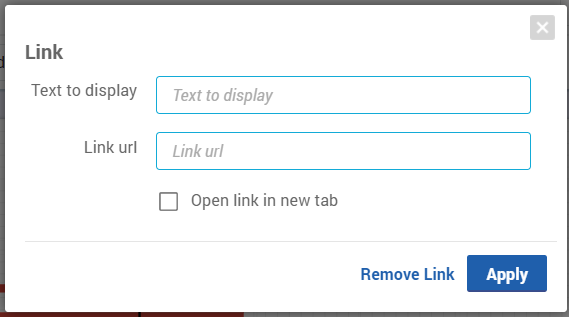 Link
Text to display
Text to display
Link url
Link url
Open link in new tab
Remove Link
Apply